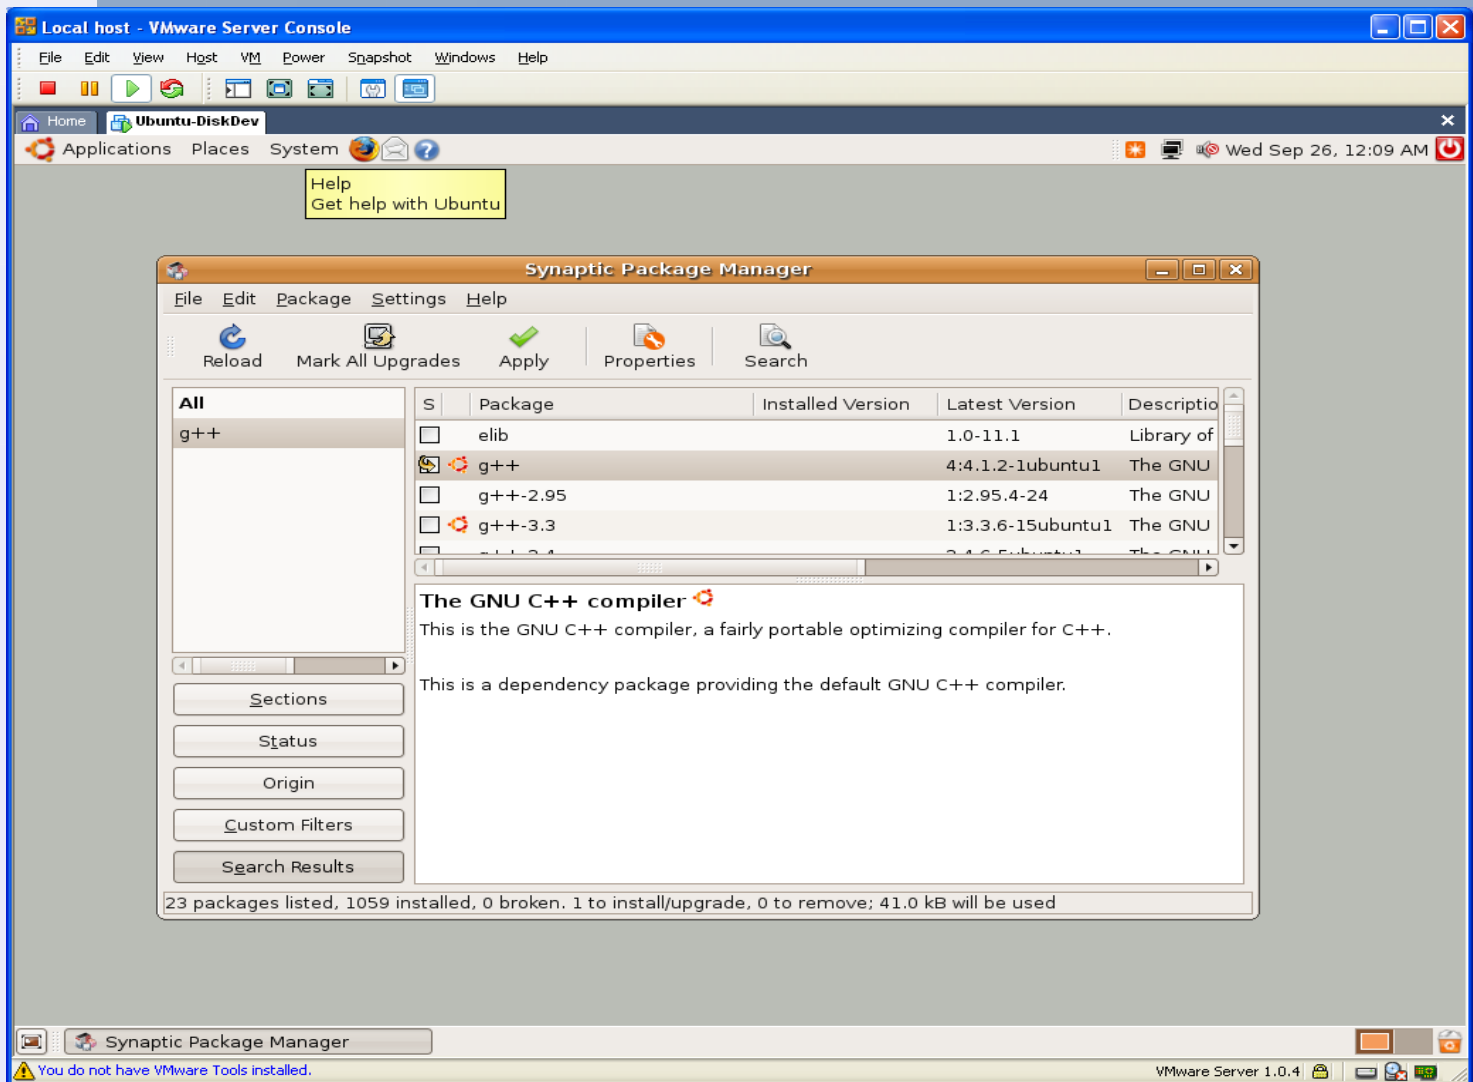 Local host - VMware Server Console
File Edit View Host VM Power Snapshot Windows Help
Home Ubuntu-DiskDev
Applications Places System Wed Sep 26, 12:09 AM
Help
Get help with Ubuntu
Synaptic Package Manager
File Edit Package Settings Help
Reload Mark All Upgrades Apply Properties Search
All
g++
S Package Installed Version Latest Version Descriptio
elib 1.0-11.1 Library of
g++ 4:4.1.2-1ubuntu1 The GNU
g++-2.95 1:2.95.4-24 The GNU
g++-3.3 1:3.3.6-15ubuntu1 The GNU
The GNU C++ compiler
This is the GNU C++ compiler, a fairly portable optimizing compiler for C++.
This is a dependency package providing the default GNU C++ compiler.
Sections
Status
Origin
Custom Filters
Search Results
23 packages listed, 1059 installed, 0 broken. 1 to install/upgrade, 0 to remove; 41.0 kB will be used
Synaptic Package Manager
You do not have VMware Tools installed. VMware Server 1.0.4